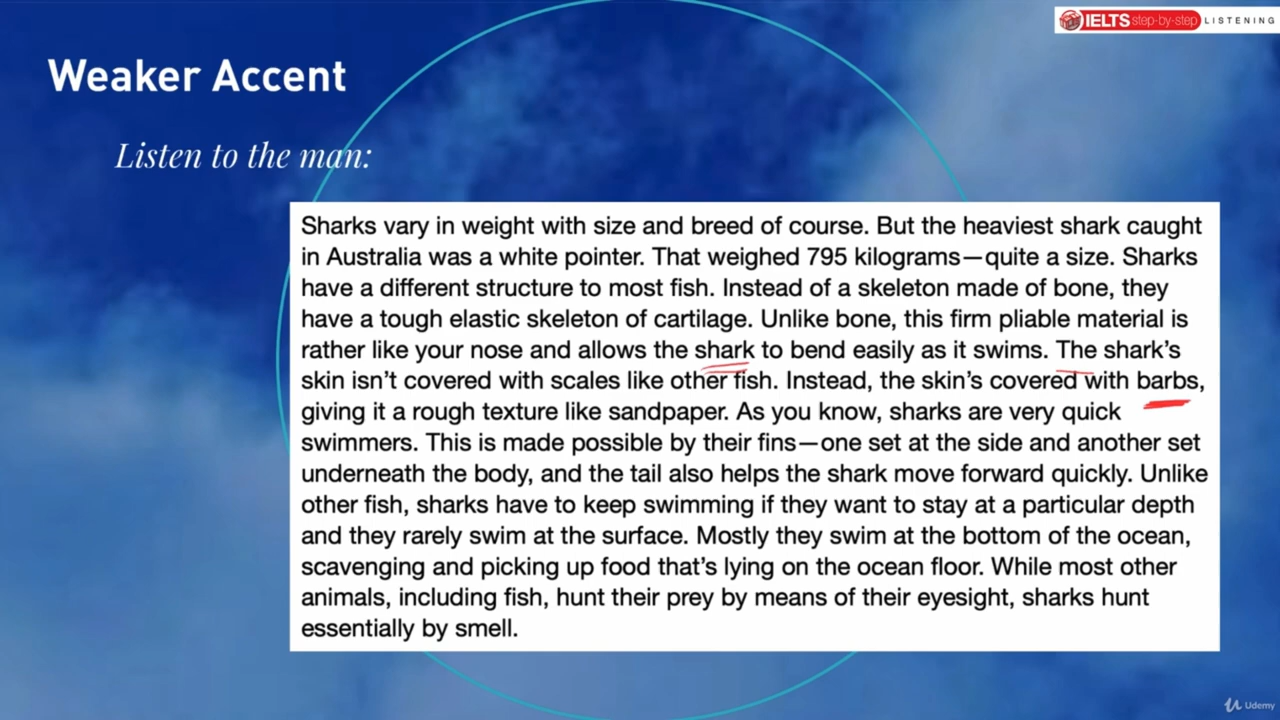 IELTS step-by-step LISTENING
Weaker Accent
Listen to the man:
Sharks vary in weight with size and breed of course. But the heaviest shark caught
in Australia was a white pointer. That weighed 795 kilograms—quite a size. Sharks
have a different structure to most fish. Instead of a skeleton made of bone, they
have a tough elastic skeleton of cartilage. Unlike bone, this firm pliable material is
rather like your nose and allows the shark to bend easily as it swims. The shark’s
skin isn’t covered with scales like other fish. Instead, the skin’s covered with barbs,
giving it a rough texture like sandpaper. As you know, sharks are very quick
swimmers. This is made possible by their fins—one set at the side and another set
underneath the body, and the tail also helps the shark move forward quickly. Unlike
other fish, sharks have to keep swimming if they want to stay at a particular depth
and they rarely swim at the surface. Mostly they swim at the bottom of the ocean,
scavenging and picking up food that’s lying on the ocean floor. While most other
animals, including fish, hunt their prey by means of their eyesight, sharks hunt
essentially by smell.
Udemy